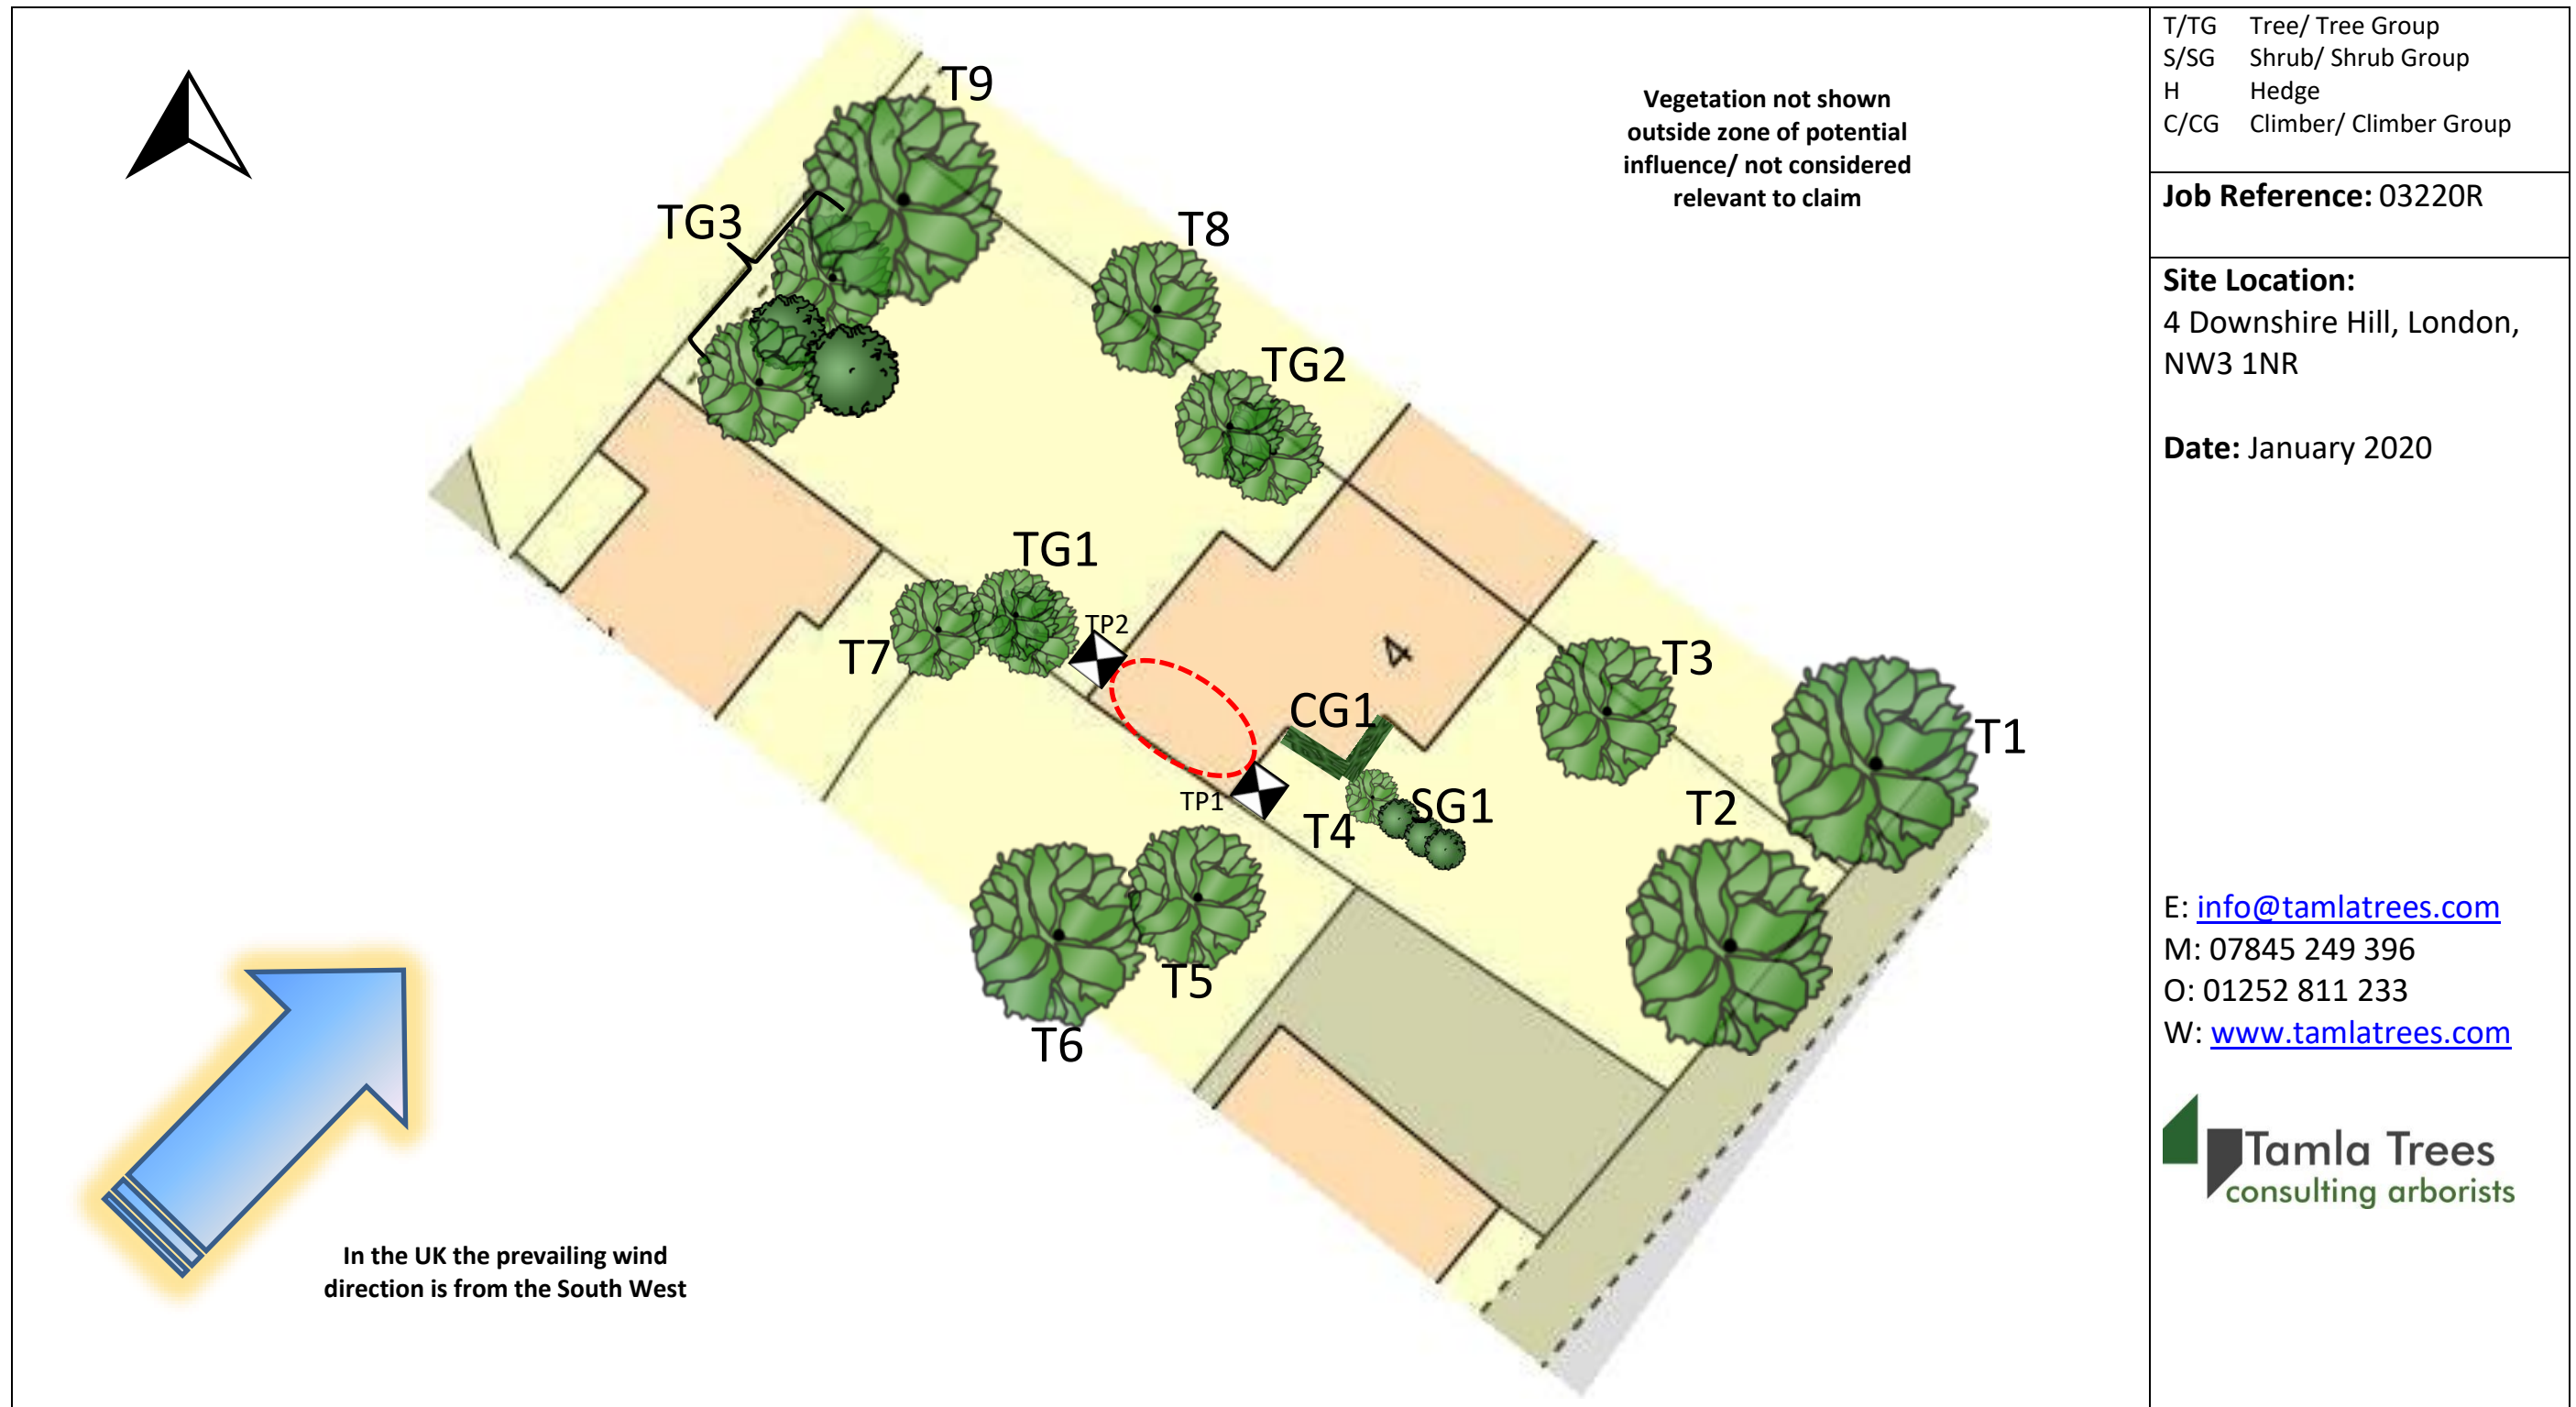 T9
TG3
T8
TG2
TG1
T7
TP2
4
CG1
T3
T1
T2
TP1
T4
SG1
T5
T6
Vegetation not shown
outside zone of potential
influence/ not considered
relevant to claim
In the UK the prevailing wind
direction is from the South West
T/TG Tree/ Tree Group
S/SG Shrub/ Shrub Group
H Hedge
C/CG Climber/ Climber Group
Job Reference: 03220R
Site Location:
4 Downshire Hill, London,
NW3 1NR
Date: January 2020
E: info@tamlatrees.com
M: 07845 249 396
O: 01252 811 233
W: www.tamlatrees.com
Tamla Trees
consulting arborists